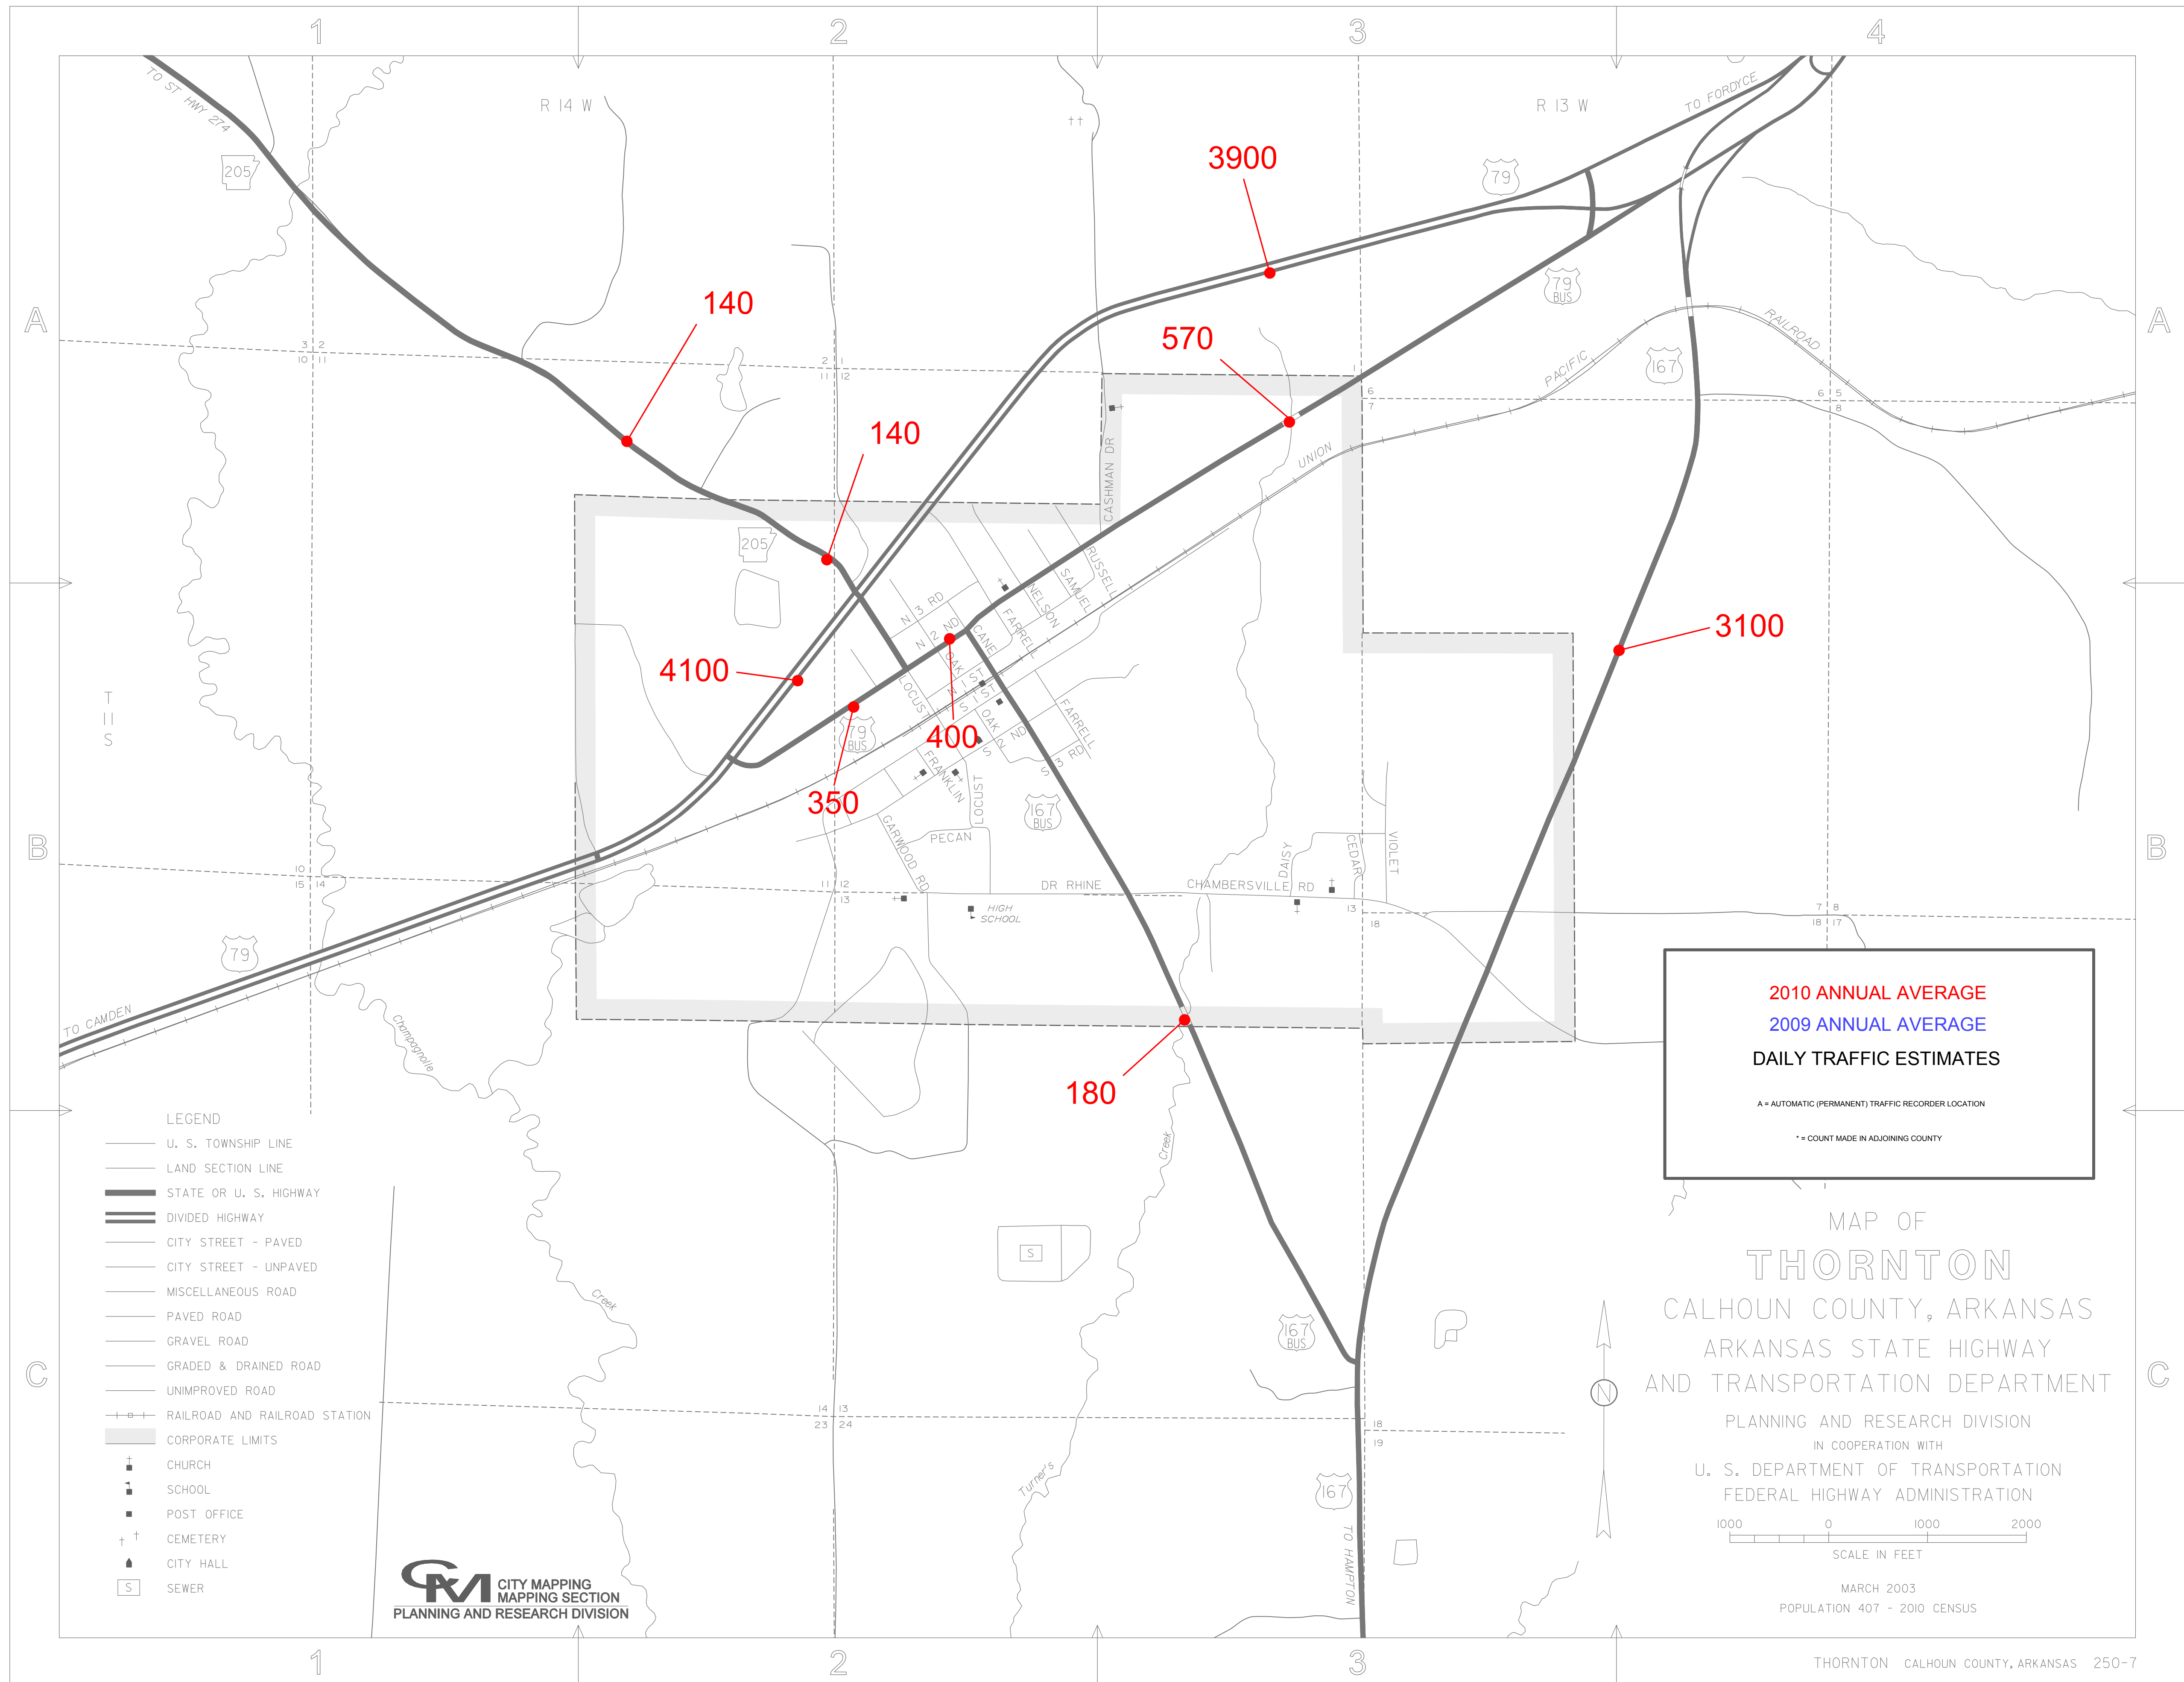 1 2 3 4
TO ST HWY 274
R 14 W
R 13 W
TO FORDYCE
205
3900
79
79
BUS
A
A
140
570
140
3 2
10 11
2 1
11 12
1
6
7
6 5
8
PACIFIC
RAILROAD
167
UNION
CASHMAN DR
205
RUSSELL
SAMUEL
NELSON
FARRELL
CANE
N 3 RD
N 2 ND
OAK
N 1 ST
S 1 ST
LOCUST
OAK
S 2 ND
S 3 RD
FARRELL
3100
4100
T
11
S
79
BUS
400
350
FRANKLIN
LOCUST
PECAN
GARWOOD RD
167
BUS
DAISY
CEDAR
VIOLET
B
B
10
15 14
11 12
13
DR RHINE
CHAMBERSVILLE RD
HIGH
SCHOOL
13
18
7 8
18 17
79
TO CAMDEN
Champagnolle
Creek
180
Creek
2010 ANNUAL AVERAGE
2009 ANNUAL AVERAGE
DAILY TRAFFIC ESTIMATES
A = AUTOMATIC (PERMANENT) TRAFFIC RECORDER LOCATION
* = COUNT MADE IN ADJOINING COUNTY
LEGEND
U. S. TOWNSHIP LINE
LAND SECTION LINE
STATE OR U. S. HIGHWAY
DIVIDED HIGHWAY
CITY STREET - PAVED
CITY STREET - UNPAVED
MISCELLANEOUS ROAD
PAVED ROAD
GRAVEL ROAD
GRADED & DRAINED ROAD
UNIMPROVED ROAD
RAILROAD AND RAILROAD STATION
CORPORATE LIMITS
CHURCH
SCHOOL
POST OFFICE
CEMETERY
CITY HALL
S SEWER
S
167
BUS
C
C
14 13
23 24
18
19
Turner's
167
TO HAMPTON
N
MAP OF
THORNTON
CALHOUN COUNTY, ARKANSAS
ARKANSAS STATE HIGHWAY
AND TRANSPORTATION DEPARTMENT
PLANNING AND RESEARCH DIVISION
IN COOPERATION WITH
U. S. DEPARTMENT OF TRANSPORTATION
FEDERAL HIGHWAY ADMINISTRATION
1000 0 1000 2000
SCALE IN FEET
MARCH 2003
POPULATION 407 - 2010 CENSUS
CM CITY MAPPING
MAPPING SECTION
PLANNING AND RESEARCH DIVISION
1 2 3
THORNTON CALHOUN COUNTY, ARKANSAS 250-7